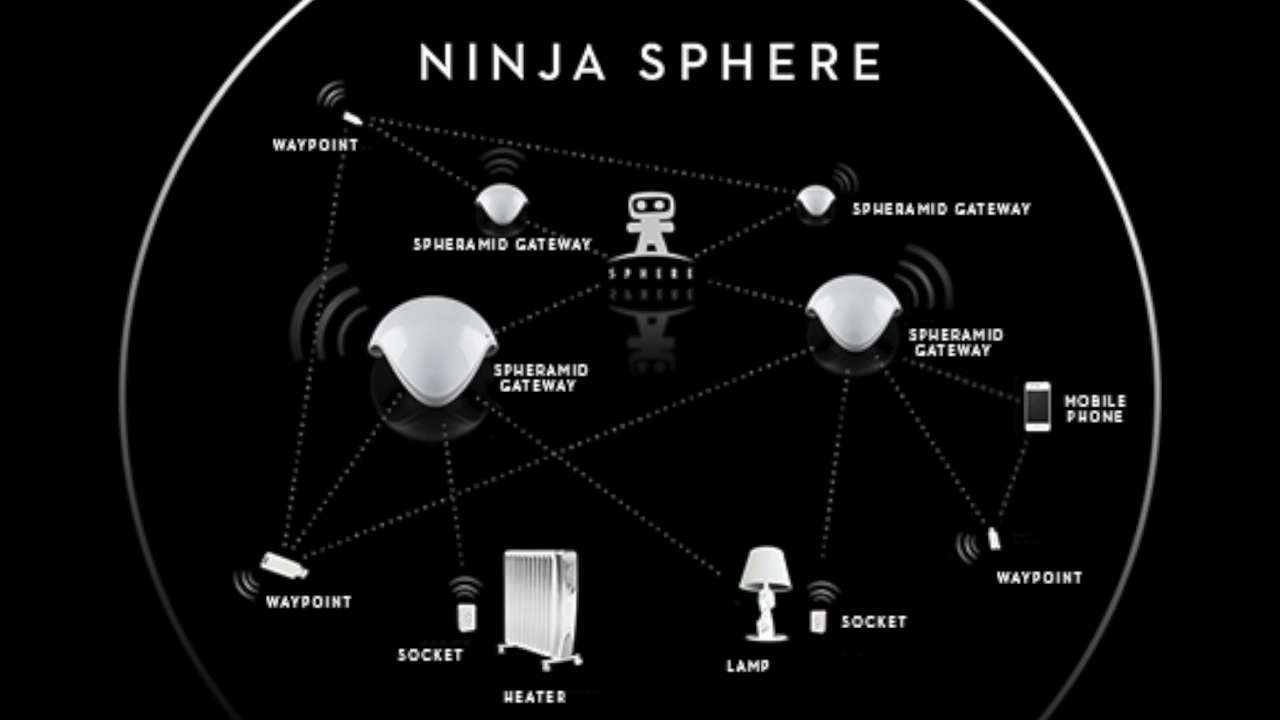 NINJA SPHERE
WAYPOINT
SPHERAMID GATEWAY
SPHERAMID GATEWAY
SPHERE
SPHERAMID
GATEWAY
SPHERAMID
GATEWAY
MOBILE
PHONE
WAYPOINT
WAYPOINT
SOCKET
SOCKET
LAMP
HEATER